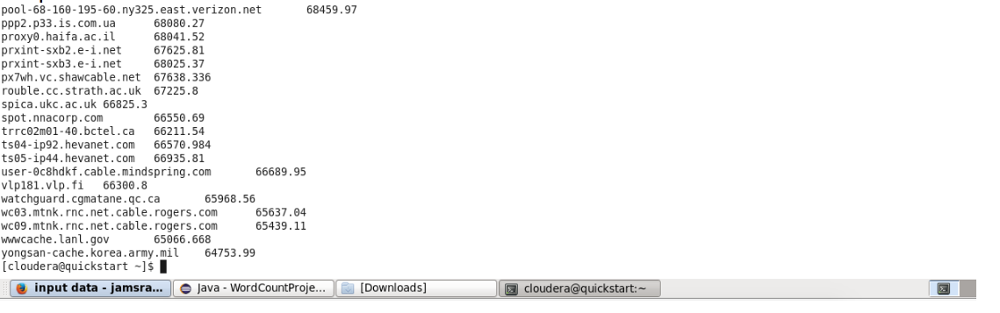 pool-68-160-195-60.ny325.east.verizon.net 68459.97
ppp2.p33.is.com.ua 68080.27
proxy0.haifa.ac.il 68041.52
prxint-sxb2.e-i.net 67625.81
prxint-sxb3.e-i.net 68025.37
px7wh.vc.shawcable.net 67638.336
rouble.cc.strath.ac.uk 67225.8
spica.ukc.ac.uk 66825.3
spot.nnacorp.com 66550.69
trrc02m01-40.bctel.ca 66211.54
ts04-ip92.hevanet.com 66570.984
ts05-ip44.hevanet.com 66935.81
user-0c8hdkf.cable.mindspring.com 66689.95
vlp181.vlp.fi 66300.8
watchguard.cgmatane.qc.ca 65968.56
wc03.mtnk.rnc.net.cable.rogers.com 65637.04
wc09.mtnk.rnc.net.cable.rogers.com 65439.11
wwwcache.lanl.gov 65066.668
yongsan-cache.korea.army.mil 64753.99
[cloudera@quickstart ~]$
input data - jamsra... Java - WordCountProje... [Downloads] cloudera@quickstart:~